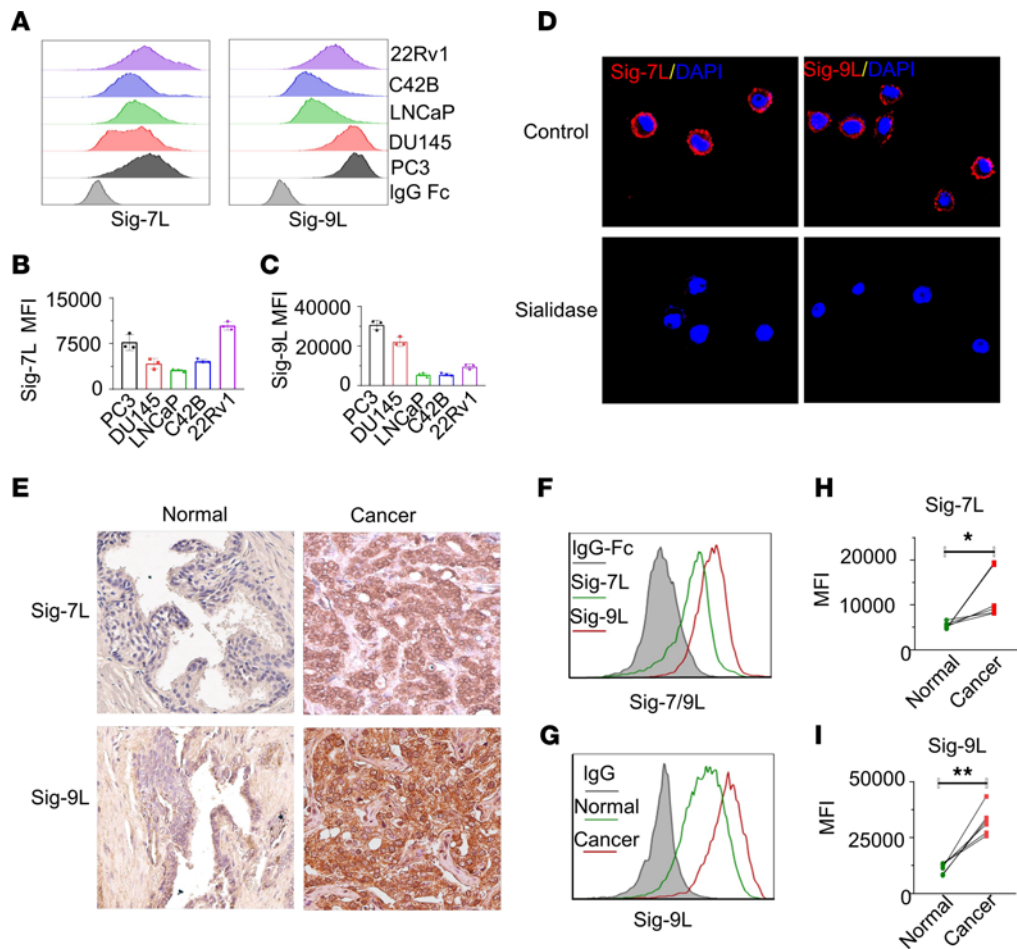 A
22Rv1
C42B
LNCaP
DU145
PC3
IgG Fc
Sig-7L
Sig-9L
B
Sig-7L MFI
15000
7500
0
PC3
DU145
LNCaP
C42B
22Rv1
C
Sig-9L MFI
40000
20000
0
PC3
DU145
LNCaP
C42B
22Rv1
D
Sig-7L/DAPI
Sig-9L/DAPI
Control
Sialidase
E
Normal
Cancer
Sig-7L
Sig-9L
F
IgG-Fc
Sig-7L
Sig-9L
Sig-7/9L
G
IgG
Normal
Cancer
Sig-9L
H
Sig-7L
*
MFI
20000
10000
0
Normal
Cancer
I
Sig-9L
**
MFI
50000
25000
0
Normal
Cancer